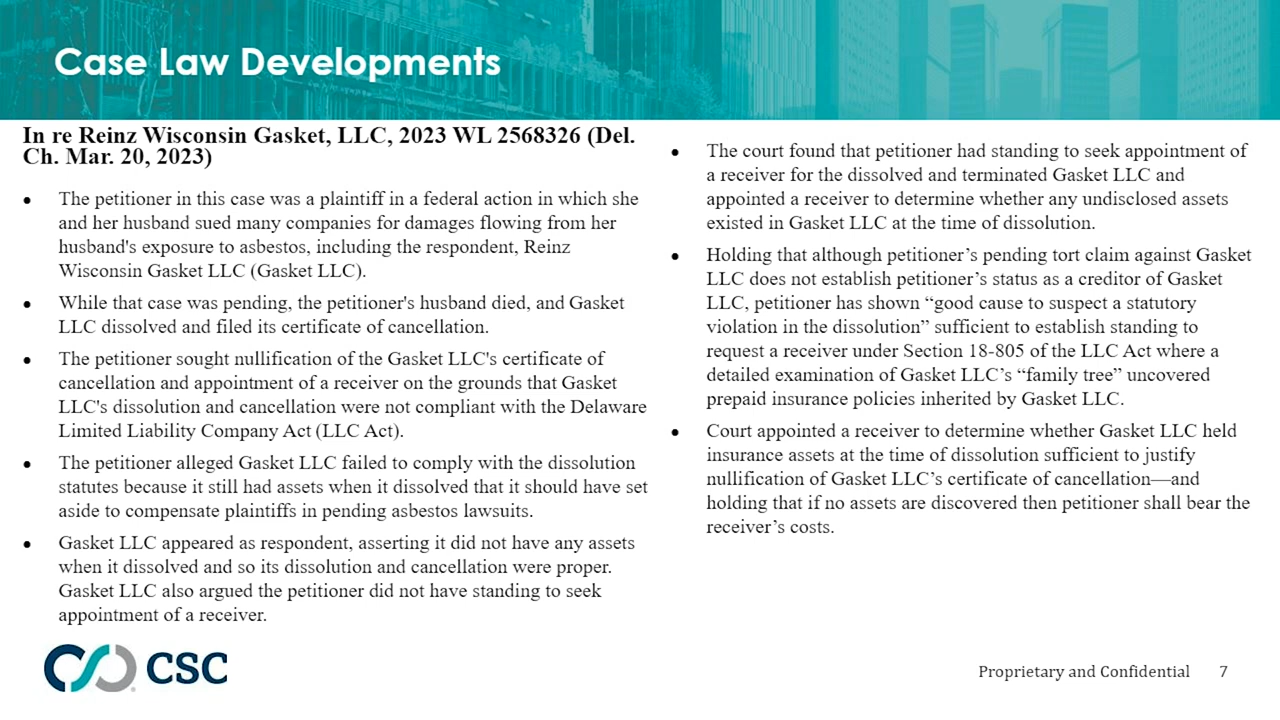 Case Law Developments
In re Reinz Wisconsin Gasket, LLC, 2023 WL 2568326 (Del.
Ch. Mar. 20, 2023)
• The petitioner in this case was a plaintiff in a federal action in which she
and her husband sued many companies for damages flowing from her
husband's exposure to asbestos, including the respondent, Reinz
Wisconsin Gasket LLC (Gasket LLC).
• While that case was pending, the petitioner's husband died, and Gasket
LLC dissolved and filed its certificate of cancellation.
• The petitioner sought nullification of the Gasket LLC's certificate of
cancellation and appointment of a receiver on the grounds that Gasket
LLC's dissolution and cancellation were not compliant with the Delaware
Limited Liability Company Act (LLC Act).
• The petitioner alleged Gasket LLC failed to comply with the dissolution
statutes because it still had assets when it dissolved that it should have set
aside to compensate plaintiffs in pending asbestos lawsuits.
• Gasket LLC appeared as respondent, asserting it did not have any assets
when it dissolved and so its dissolution and cancellation were proper.
Gasket LLC also argued the petitioner did not have standing to seek
appointment of a receiver.
• The court found that petitioner had standing to seek appointment of
a receiver for the dissolved and terminated Gasket LLC and
appointed a receiver to determine whether any undisclosed assets
existed in Gasket LLC at the time of dissolution.
• Holding that although petitioner’s pending tort claim against Gasket
LLC does not establish petitioner’s status as a creditor of Gasket
LLC, petitioner has shown “good cause to suspect a statutory
violation in the dissolution” sufficient to establish standing to
request a receiver under Section 18-805 of the LLC Act where a
detailed examination of Gasket LLC’s “family tree” uncovered
prepaid insurance policies inherited by Gasket LLC.
• Court appointed a receiver to determine whether Gasket LLC held
insurance assets at the time of dissolution sufficient to justify
nullification of Gasket LLC’s certificate of cancellation—and
holding that if no assets are discovered then petitioner shall bear the
receiver’s costs.
CSC
Proprietary and Confidential 7